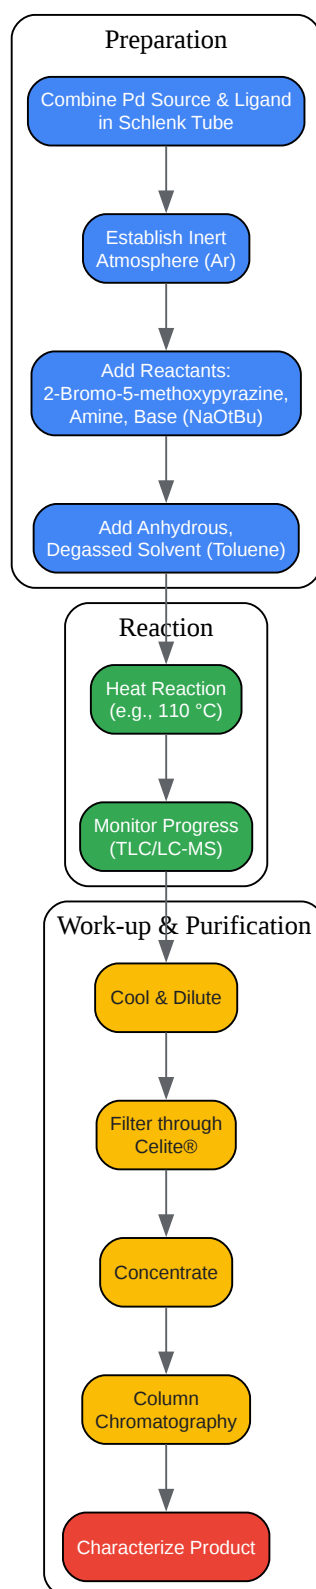 Preparation
Combine Pd Source & Ligand
in Schlenk Tube
Establish Inert
Atmosphere (Ar)
Add Reactants:
2-Bromo-5-methoxypyrazine,
Amine, Base (NaOtBu)
Add Anhydrous,
Degassed Solvent (Toluene)
Reaction
Heat Reaction
(e.g., 110 °C)
Monitor Progress
(TLC/LC-MS)
Work-up & Purification
Cool & Dilute
Filter through
Celite®
Concentrate
Column
Chromatography
Characterize Product